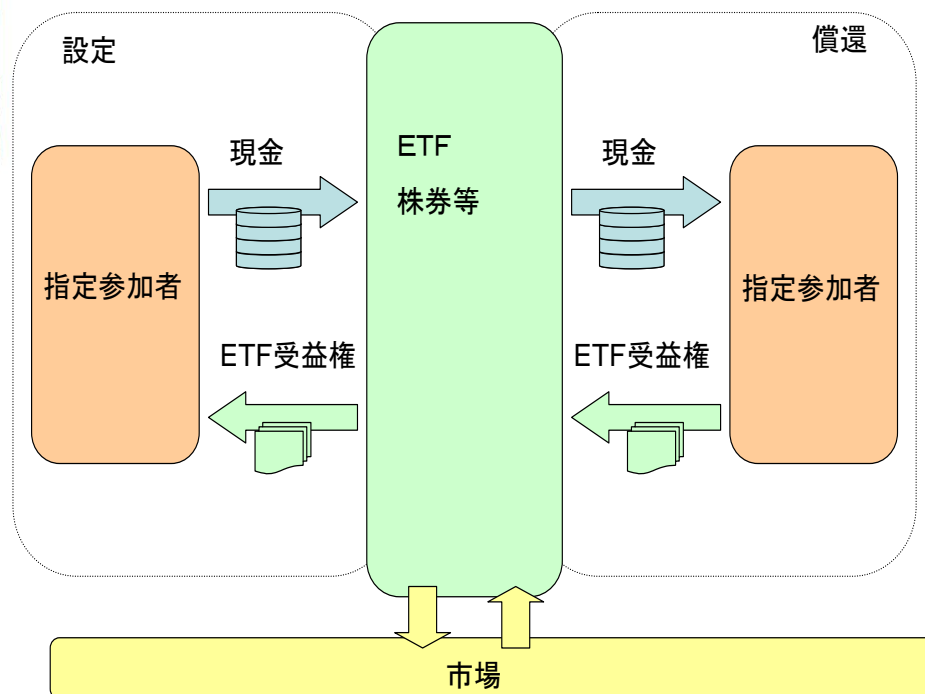 設定
償還
現金
ETF
現金
株券等
指定参加者
指定参加者
ETF受益権
ETF受益権
市場